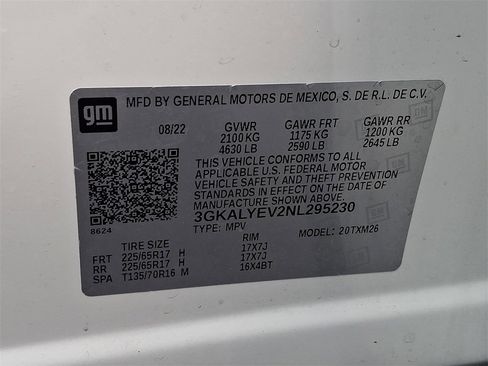 gm MFD BY GENERAL MOTORS DE MEXICO, S. DE R.L. DE C.V.
08/22 GVWR GAWR FRT GAWR RR
2100 KG 1175 KG 1200 KG
4630 LB 2590 LB 2645 LB
THIS VEHICLE CONFORMS TO ALL
APPLICABLE U.S. FEDERAL MOTOR
VEHICLE SAFETY AND THEFT
PREVENTION STANDARDS IN EFFECT ON THE DATE OF
MANUFACTURE SHOWN ABOVE.
3GKALYEV2NL295230
8624
TYPE: MPV MODEL: 20TXM26
TIRE SIZE RIM
FRT 225/65R17 H 17X7J
RR 225/65R17 H 17X7J
SPA T135/70R16 M 16X4BT